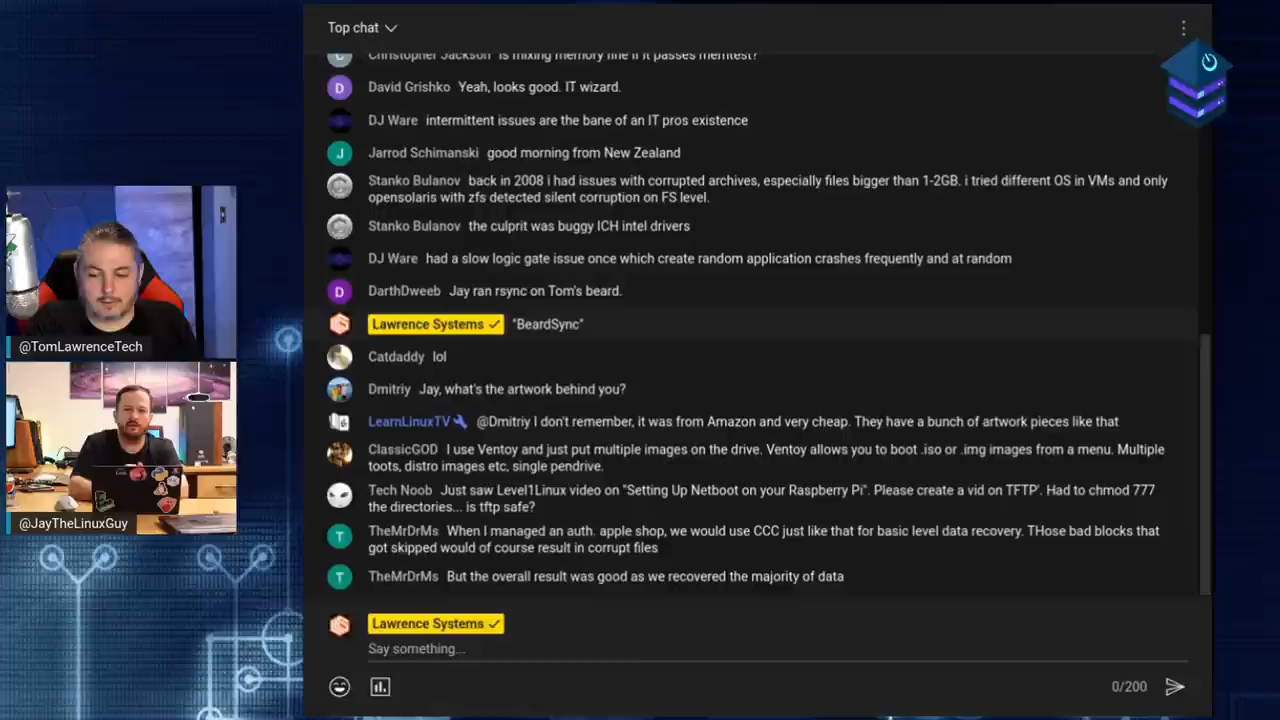 Top chat
Christopher Jackson is mixing memory fine if it passes memtest?
D David Grishko Yeah, looks good. IT wizard.
DJ Ware intermittent issues are the bane of an IT pros existence
J Jarrod Schimanski good morning from New Zealand
Stanko Bulanov back in 2008 i had issues with corrupted archives, especially files bigger than 1-2GB. i tried different OS in VMs and only
opensolaris with zfs detected silent corruption on FS level.
Stanko Bulanov the culprit was buggy ICH intel drivers
DJ Ware had a slow logic gate issue once which create random application crashes frequently and at random
D DarthDweeb Jay ran rsync on Tom's beard.
Lawrence Systems "BeardSync"
Catdaddy lol
Dmitriy Jay, what's the artwork behind you?
LearnLinuxTV @Dmitriy I don't remember, it was from Amazon and very cheap. They have a bunch of artwork pieces like that
ClassicGOD I use Ventoy and just put multiple images on the drive. Ventoy allows you to boot .iso or .img images from a menu. Multiple
toots, distro images etc, single pendrive.
Tech Noob Just saw Level1Linux video on "Setting Up Netboot on your Raspberry Pi". Please create a vid on TFTP'. Had to chmod 777
the directories... is tftp safe?
T TheMrDrMs When I managed an auth. apple shop, we would use CCC just like that for basic level data recovery. THose bad blocks that
got skipped would of course result in corrupt files
T TheMrDrMs But the overall result was good as we recovered the majority of data
Lawrence Systems
Say something...
0/200
@TomLawrenceTech
@JayTheLinuxGuy